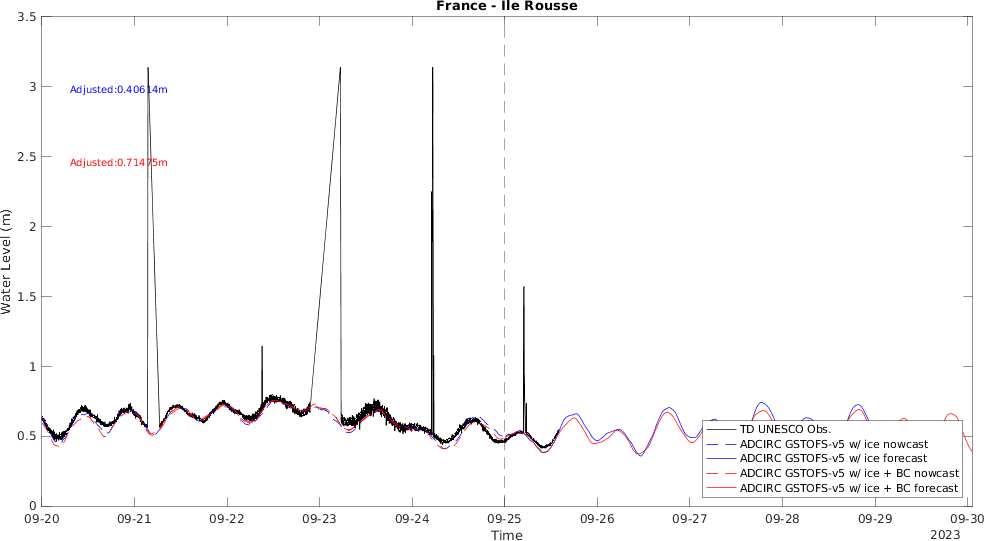 France - Ile Rousse
3.5
3
2.5
2
1.5
1
0.5
0
Water Level (m)
Adjusted:0.40614m
Adjusted:0.71475m
TD UNESCO Obs.
ADCIRC GSTOFS-v5 w/ ice nowcast
ADCIRC GSTOFS-v5 w/ ice forecast
ADCIRC GSTOFS-v5 w/ ice + BC nowcast
ADCIRC GSTOFS-v5 w/ ice + BC forecast
09-20 09-21 09-22 09-23 09-24 09-25 09-26 09-27 09-28 09-29 09-30
Time
2023